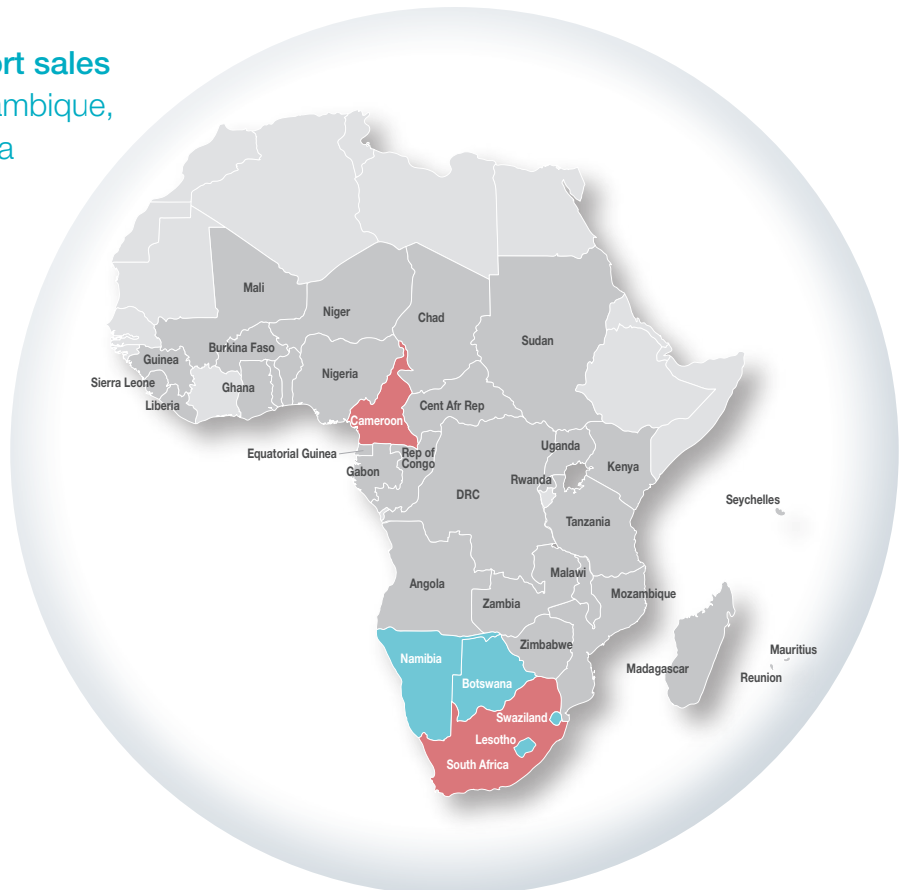 rt sales
ambique,
a
Mali
Niger
Chad
Sudan
Burkina Faso
Guinea
Nigeria
Sierra Leone
Ghana
Liberia
Cent Afr Rep
Cameroon
Equatorial Guinea
Rep of
Congo
Gabon
Uganda
Kenya
Rwanda
DRC
Seychelles
Tanzania
Angola
Malawi
Mozambique
Zambia
Zimbabwe
Mauritius
Madagascar
Reunion
Namibia
Botswana
Swaziland
Lesotho
South Africa